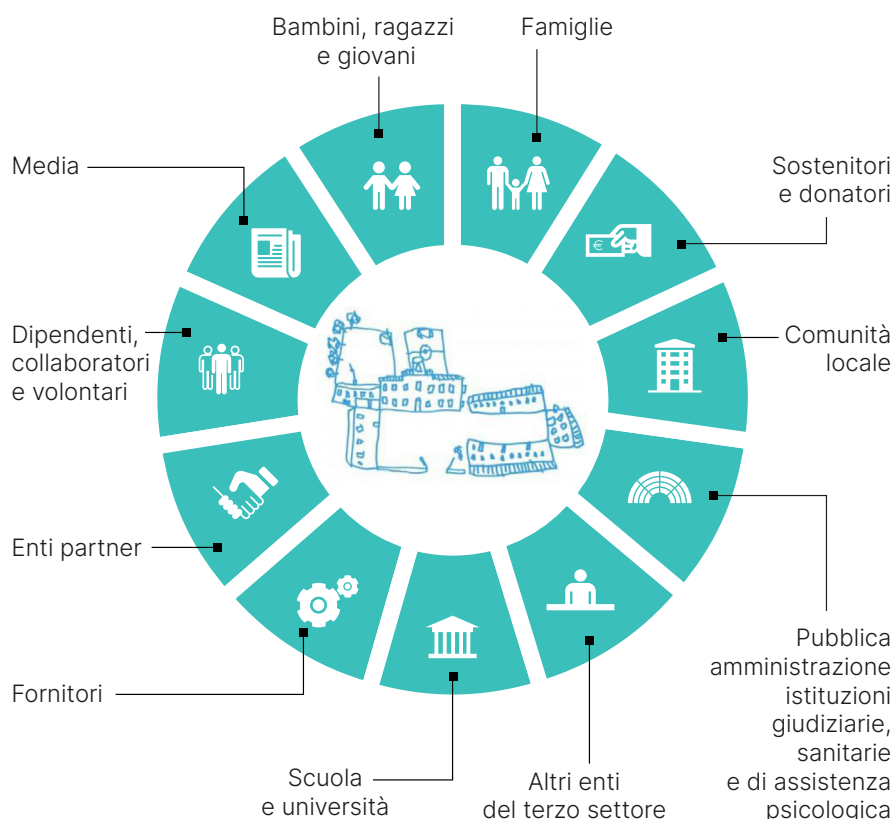 Bambini, ragazzi
e giovani
Famiglie
Sostenitori
e donatori
Comunità
locale
Pubblica
amministrazione
istituzioni
giudiziarie,
sanitarie
e di assistenza
psicologica
Altri enti
del terzo settore
Scuola
e università
Fornitori
Enti partner
Dipendenti,
collaboratori
e volontari
Media
€